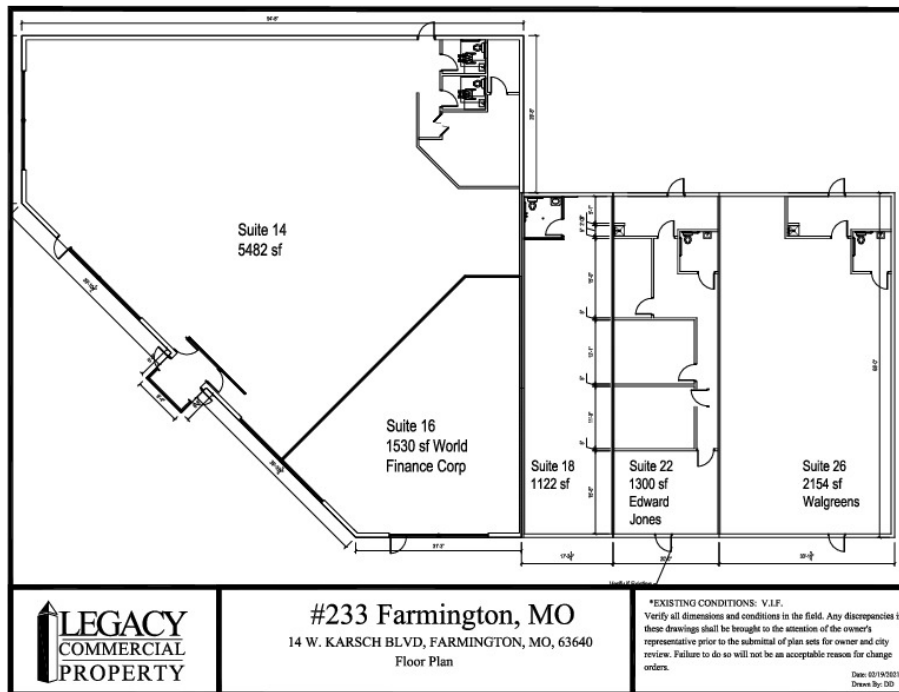 Suite 14
5482 sf
Suite 16
1530 sf World
Finance Corp
Suite 18
1122 sf
Suite 22
1300 sf
Edward
Jones
Suite 26
2154 sf
Walgreens
LEGACY
COMMERCIAL
PROPERTY
#233 Farmington, MO
14 W. KARSCH BLVD, FARMINGTON, MO, 63640
Floor Plan
*EXISTING CONDITIONS: V.I.F.
Verify all dimensions and conditions in the field. Any discrepancies i
these drawings shall be brought to the attention of the owner's
representative prior to the submittal of plan sets for owner and city
review. Failure to do so will not be an acceptable reason for change
orders.
Date: 02/19/2021
Drawn By: DD